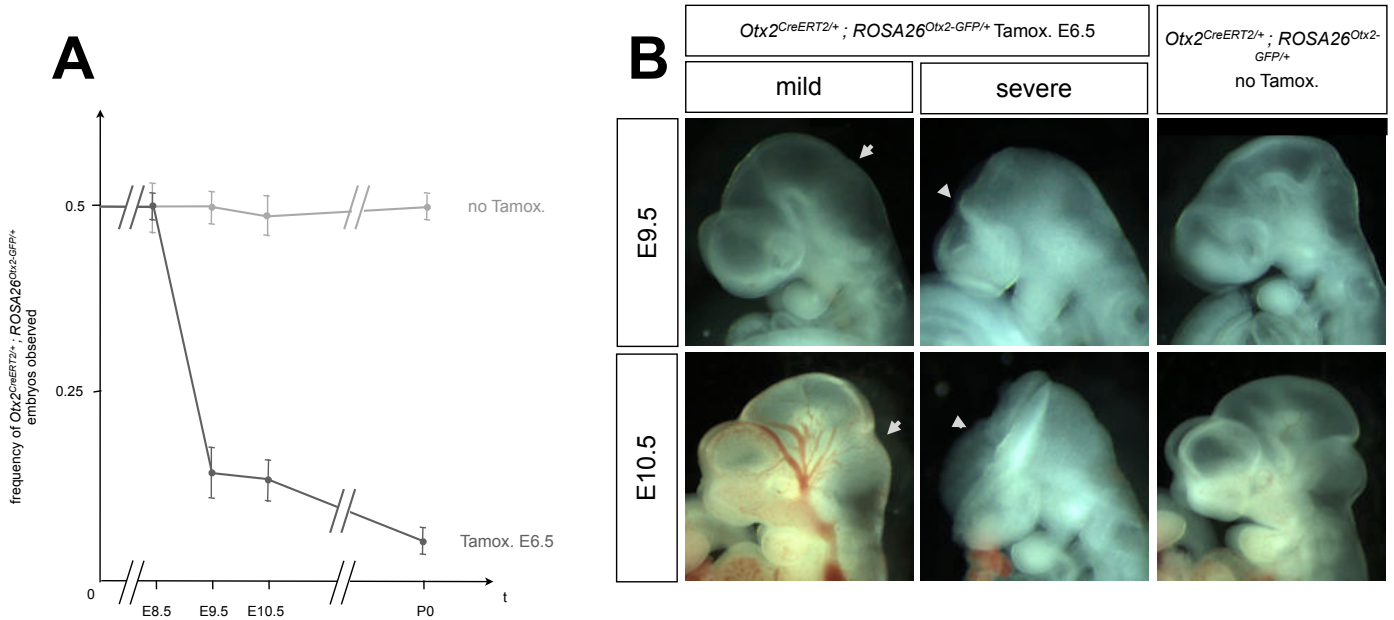 A
frequency of Otx2CreERT2/+ ; ROSA26Otx2-GFP/+
embryos observed
0.5
0.25
0
no Tamox.
Tamox. E6.5
E8.5
E9.5
E10.5
P0
t
B
Otx2CreERT2/+ ; ROSA26Otx2-GFP/+ Tamox. E6.5
mild
severe
Otx2CreERT2/+ ; ROSA26Otx2-
GFP/+
no Tamox.
E9.5
E10.5